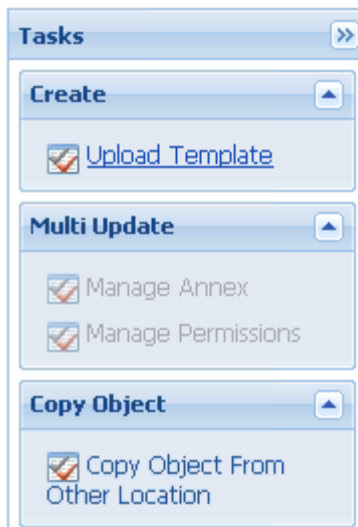 Tasks
Create
Upload Template
Multi Update
Manage Annex
Manage Permissions
Copy Object
Copy Object From
Other Location